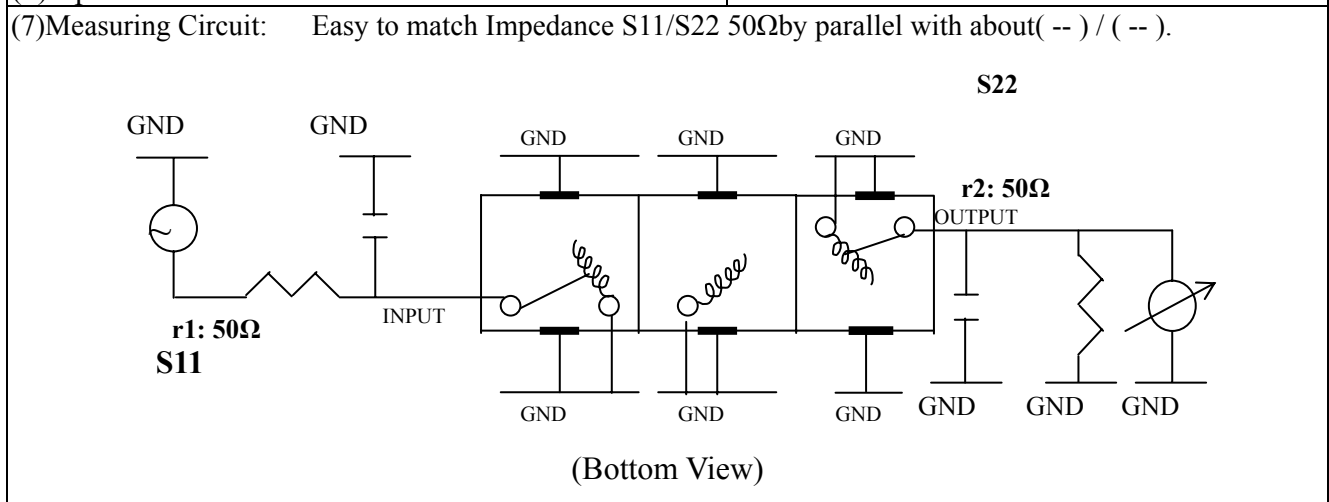 (7)Measuring Circuit: Easy to match Impedance S11/S22 50Ωby parallel with about( -- ) / ( -- ).
S22
GND GND GND GND GND
r2: 50Ω
OUTPUT
INPUT
r1: 50Ω
S11
GND GND GND GND GND GND
(Bottom View)